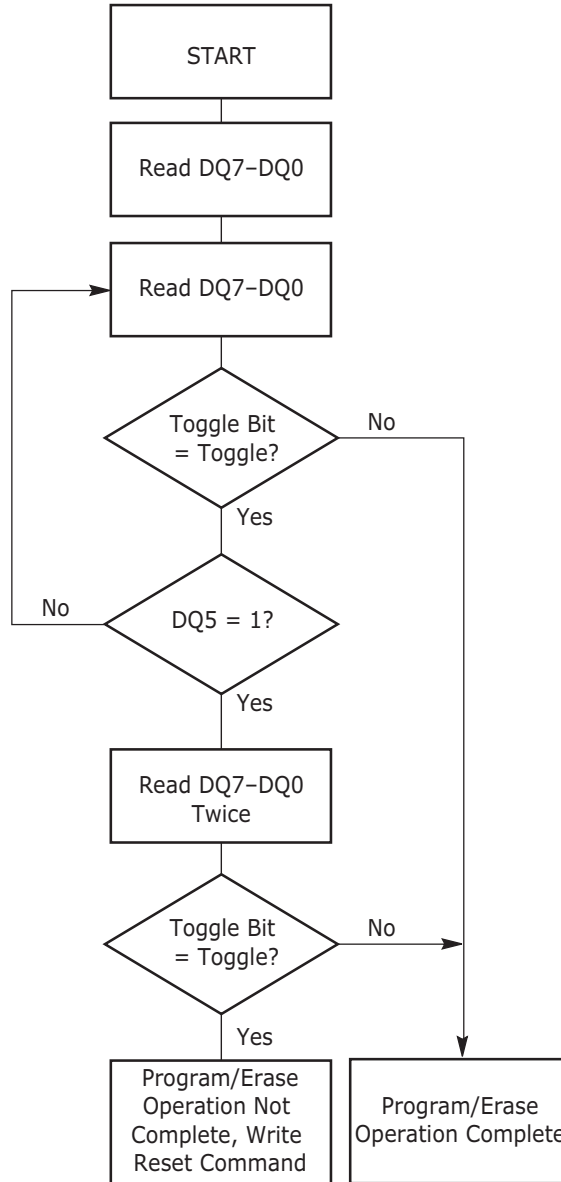 START
Read DQ7–DQ0
Read DQ7–DQ0
Toggle Bit
= Toggle?
No
Yes
No
DQ5 = 1?
Yes
Read DQ7–DQ0
Twice
Toggle Bit
= Toggle?
No
Yes
Program/Erase
Operation Not
Complete, Write
Reset Command
Program/Erase
Operation Complete